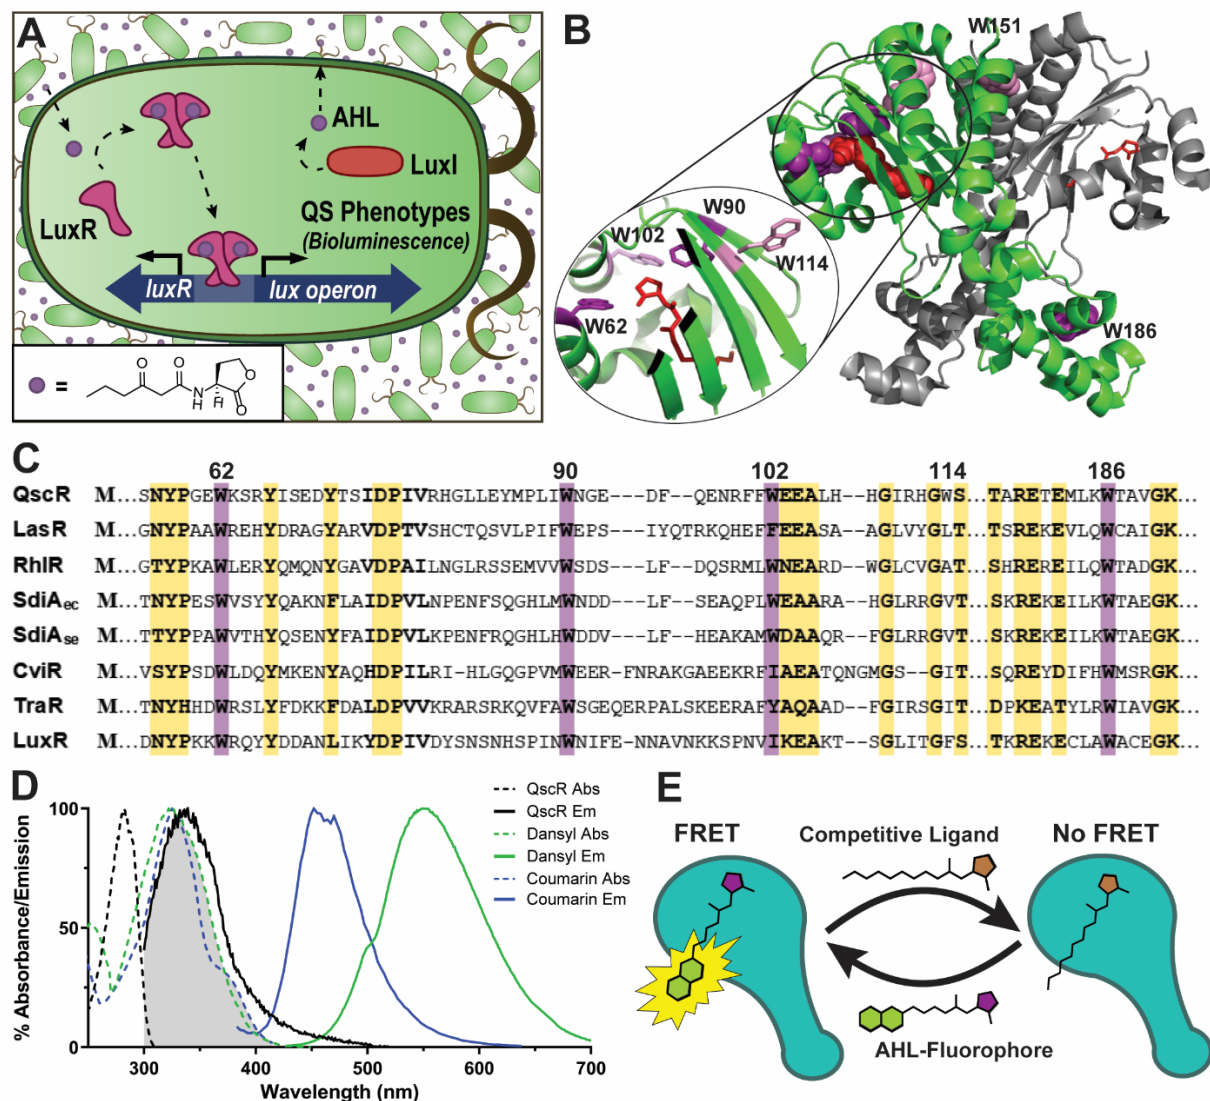 A
AHL
LuxI
LuxR
QS Phenotypes
(Bioluminescence)
luxR
lux operon
=
O
O
N
H
H
O
O
B
W151
W90
W102
W114
W62
W186
C
62 90 102 114 186
QscR M...SNYPGEWKSRYISEDYTSIDPIVRHGLLEYMPLIWNGE---DF--QENRFFWEEALH--HGIRHGWS...TARETEMLKWTAVGK...
LasR M...GNYPAAWREHYDRAGYARVDPTVSHCTQSVLPIFWEPS---IYQTRKQHEFFEEASA--AGLVYGLT...TSREKEVLQWCAIGK...
RhlR M...GTYPKAWLERYQMQNYGAVDPAILNGLRSSEMVVWSDS---LF--DQSRMLWNEARD--WGLCVGAT...SHREREILQWTADGK...
SdiAec M...TNYPESWVSYYQAKNFLAIDPVLNPENFSQGHLMWNDD---LF--SEAQPLWEAARA--HGLRRGVT...SKREKEILKWTAEGK...
SdiAse M...TTYPPAWVTHYQSENYFAIDPVLKPENFRQGHLHWDDV---LF--HEAKAMWDAAQR--FGLRRGVT...SKREKEILKWTAEGK...
CviR M...VSYPSDWLDQYMKENYAQHDPILRI-HLGQGPVMWEER--FNRAKGAEEKRFIAEATQNGMGS--GIT...SQREYDIFHWMSRGK...
TraR M...TNYHHDWRSLYFDKKFDALDPVVKRARSRKQVFAWSGEQERPALSKEERAFYAQAAD--FGIRSGIT...DPKEATYLRWIAVGK...
LuxR M...DNYPKKWRQYYDDANLIKYDPIVDYSNSNHSPINWNIFE-NNAVNKKSPNVIKEAKT--SGLITGFS...TKREKECLAWACEGK...
D
100
50
0
% Absorbance/Emission
300 400 500 600 700
Wavelength (nm)
QscR Abs
QscR Em
Dansyl Abs
Dansyl Em
Coumarin Abs
Coumarin Em
E
FRET
Competitive Ligand
No FRET
AHL-Fluorophore